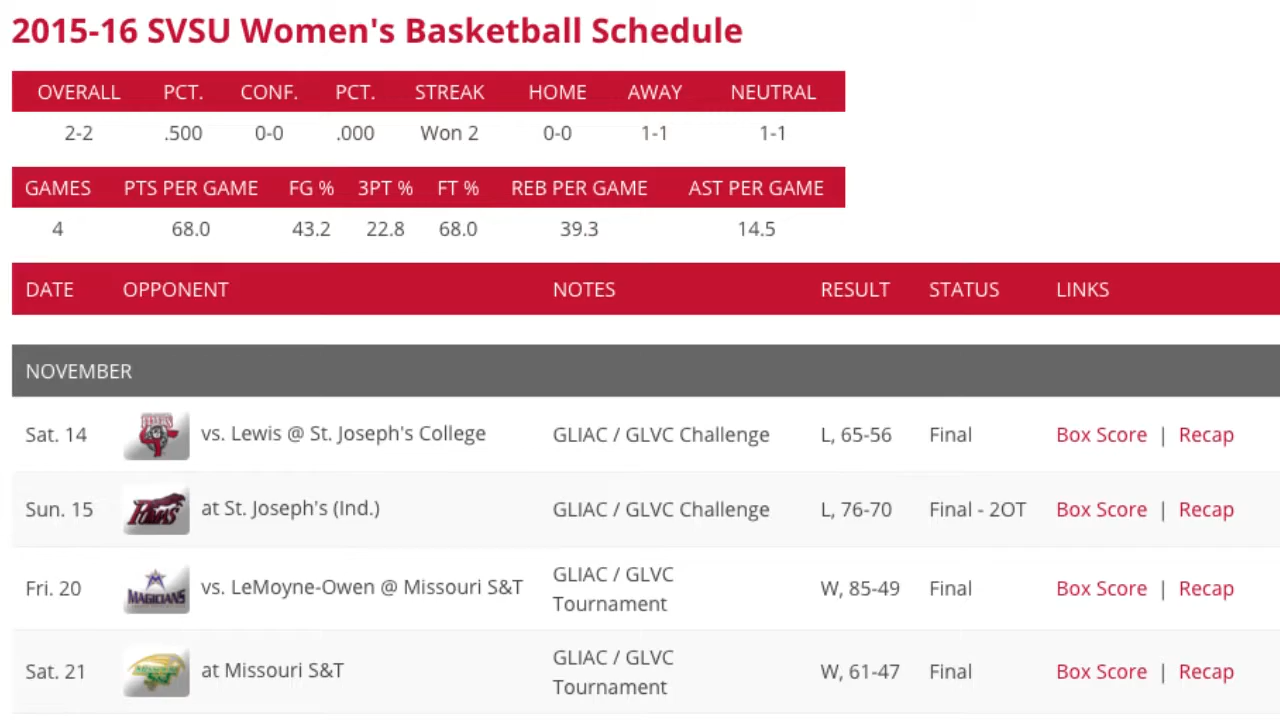 2015-16 SVSU Women's Basketball Schedule
OVERALL PCT. CONF. PCT. STREAK HOME AWAY NEUTRAL
2-2 .500 0-0 .000 Won 2 0-0 1-1 1-1
GAMES PTS PER GAME FG % 3PT % FT % REB PER GAME AST PER GAME
4 68.0 43.2 22.8 68.0 39.3 14.5
DATE OPPONENT NOTES RESULT STATUS LINKS
NOVEMBER
Sat. 14 vs. Lewis @ St. Joseph's College GLIAC / GLVC Challenge L, 65-56 Final Box Score | Recap
Sun. 15 at St. Joseph's (Ind.) GLIAC / GLVC Challenge L, 76-70 Final - 2OT Box Score | Recap
Fri. 20 MAGICIANS vs. LeMoyne-Owen @ Missouri S&T GLIAC / GLVC
Tournament W, 85-49 Final Box Score | Recap
Sat. 21 at Missouri S&T GLIAC / GLVC
Tournament W, 61-47 Final Box Score | Recap